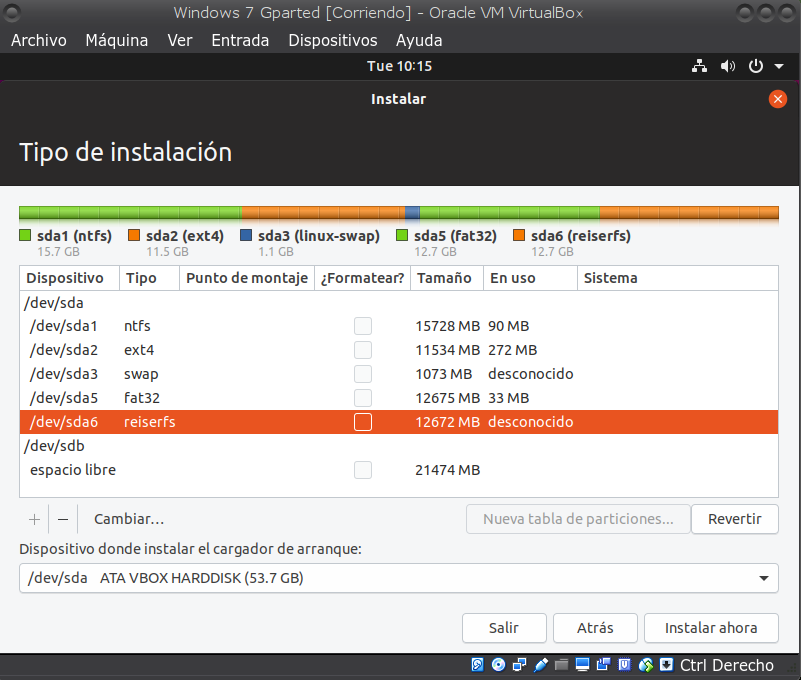 Windows 7 Gparted [Corriendo] - Oracle VM VirtualBox
Archivo Máquina Ver Entrada Dispositivos Ayuda
Tue 10:15
Instalar
Tipo de instalación
sda1 (ntfs) sda2 (ext4) sda3 (linux-swap) sda5 (fat32) sda6 (reiserfs)
15.7 GB 11.5 GB 1.1 GB 12.7 GB 12.7 GB
Dispositivo Tipo Punto de montaje ¿Formatear? Tamaño En uso Sistema
/dev/sda
/dev/sda1 ntfs 15728 MB 90 MB
/dev/sda2 ext4 11534 MB 272 MB
/dev/sda3 swap 1073 MB desconocido
/dev/sda5 fat32 12675 MB 33 MB
/dev/sda6 reiserfs 12672 MB desconocido
/dev/sdb
espacio libre 21474 MB
+ − Cambiar... Nueva tabla de particiones... Revertir
Dispositivo donde instalar el cargador de arranque:
/dev/sda ATA VBOX HARDDISK (53.7 GB)
Salir Atrás Instalar ahora
Ctrl Derecho